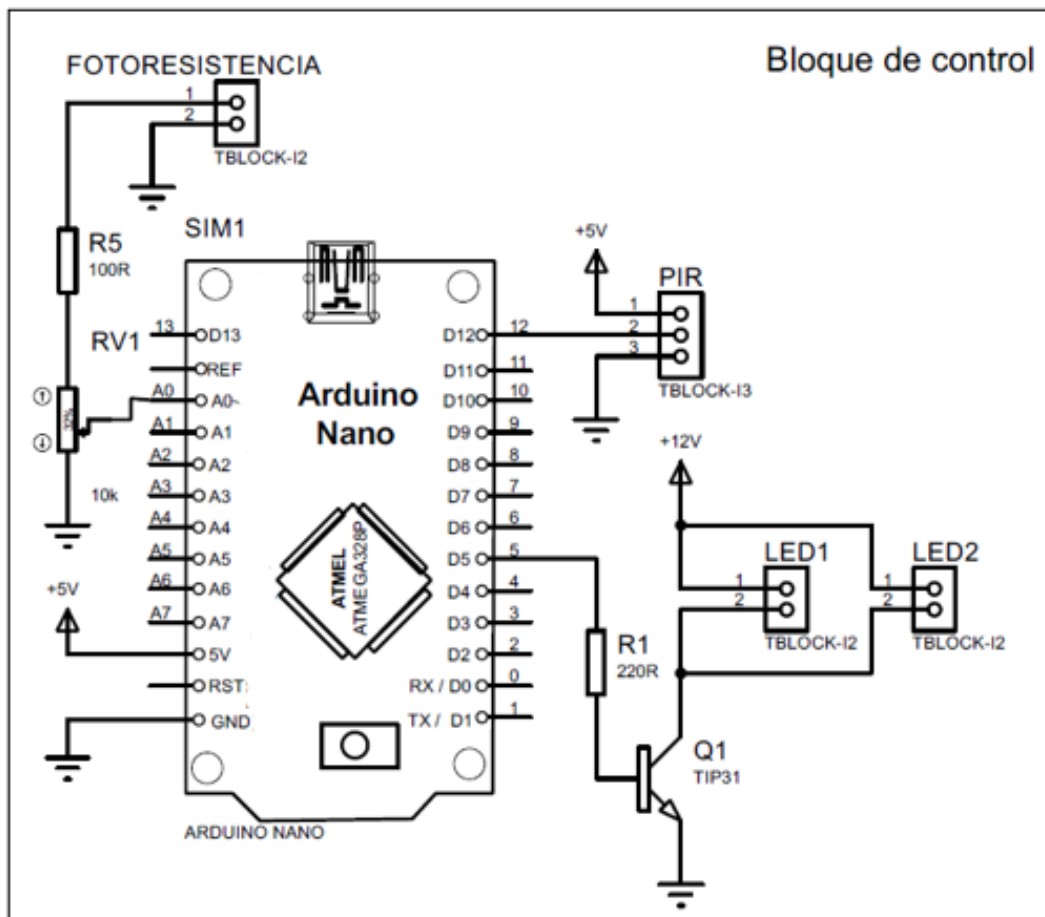 Bloque de control
FOTORESISTENCIA
1
2
TBLOCK-I2
R5
100R
RV1
32%
10k
SIM1
13
D13
REF
A0
A0~
A1
A1
A2
A2
A3
A3
A4
A4
A5
A5
A6
A6
A7
A7
+5V
5V
RST
GND
Arduino
Nano
ATMEL
ATMEGA328P
D12
12
D11
11
D10
10
D9
9
D8
8
D7
7
D6
6
D5
5
D4
4
D3
3
D2
2
RX / D0
0
TX / D1
1
ARDUINO NANO
+5V
PIR
1
2
3
TBLOCK-I3
+12V
LED1
1
2
TBLOCK-I2
LED2
1
2
TBLOCK-I2
R1
220R
Q1
TIP31